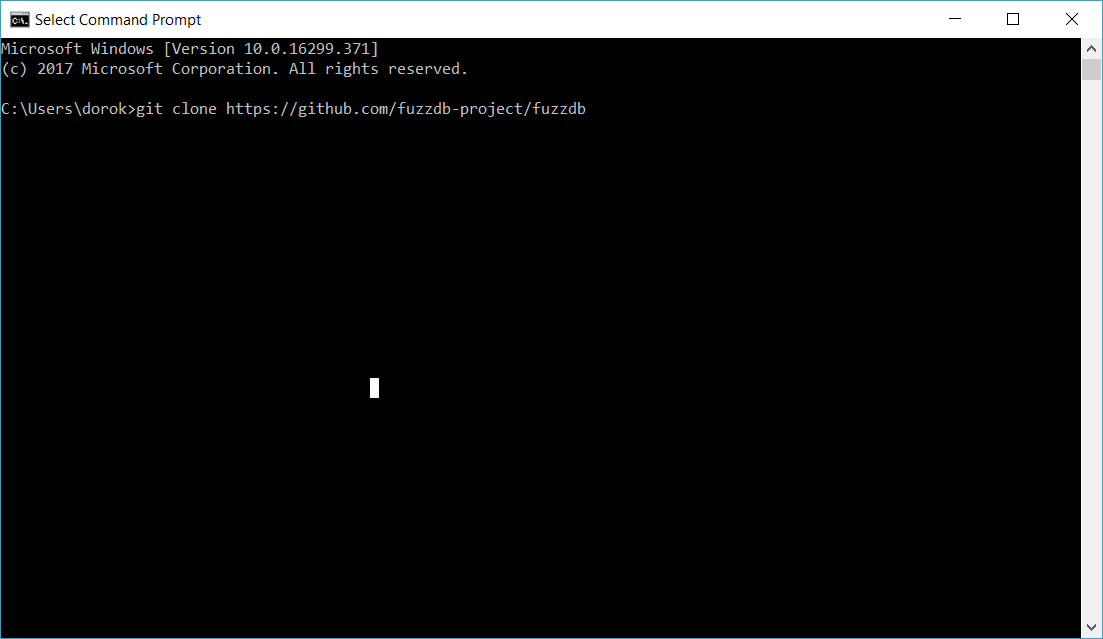 Select Command Prompt
Microsoft Windows [Version 10.0.16299.371]
(c) 2017 Microsoft Corporation. All rights reserved.
C:\Users\dorok>git clone https://github.com/fuzzdb-project/fuzzdb